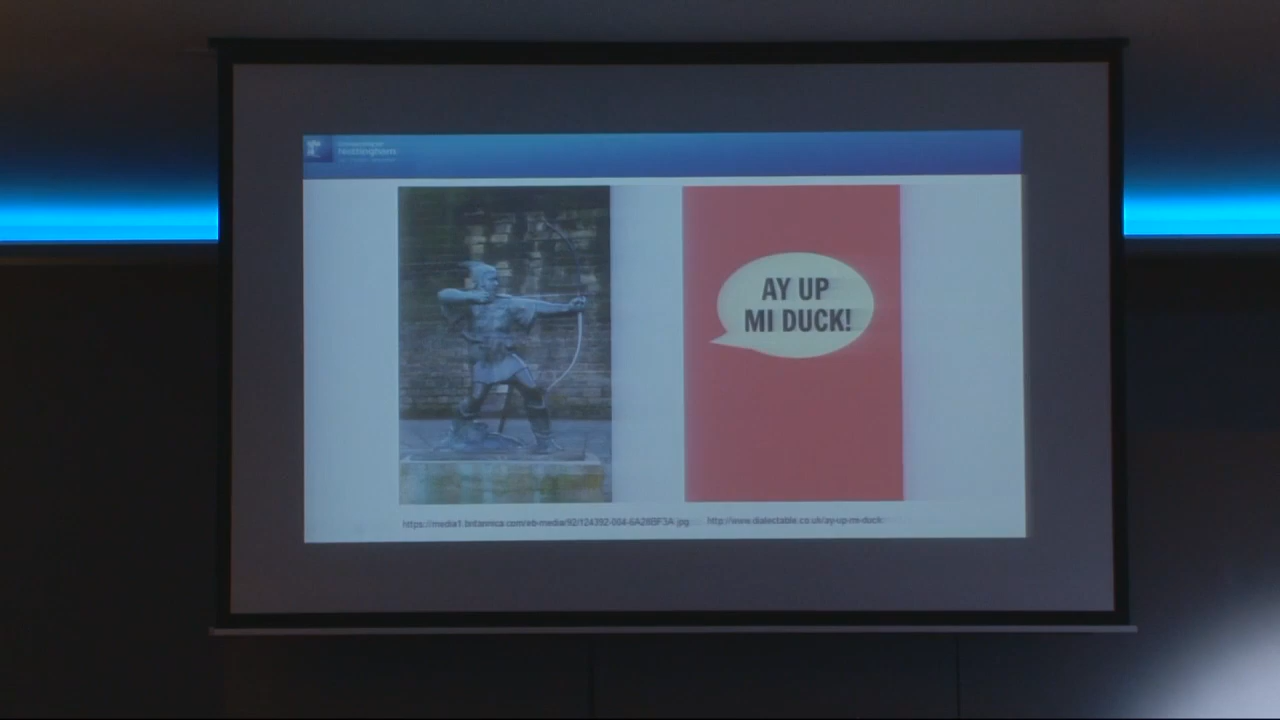 Nottingham
AY UP
MI DUCK!
https://media1.britannica.com/eb-media/92/124392-004-6A28BF3A.jpg
http://www.dialectable.co.uk/ay-up-mi-duck/